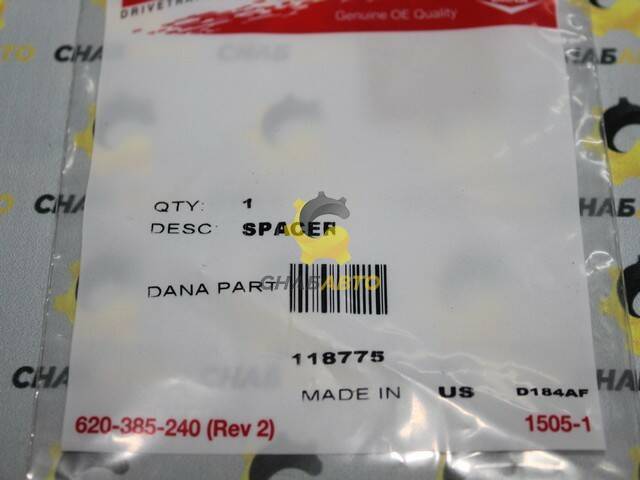 Genuine OE Quality
QTY: 1
DESC: SPACER
СНАБАВТО
DANA PART
118775
MADE IN US D184AF
620-385-240 (Rev 2) 1505-1